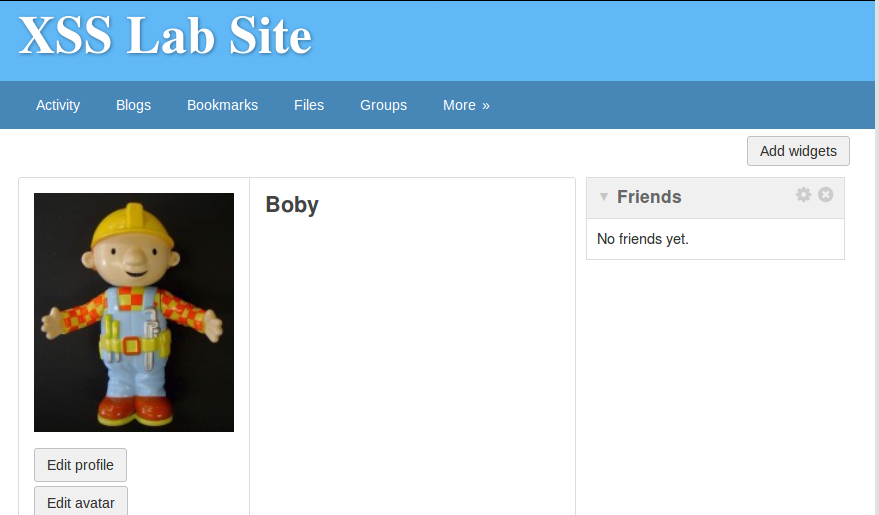 XSS Lab Site
Activity Blogs Bookmarks Files Groups More »
Add widgets
Boby
Friends
No friends yet.
Edit profile
Edit avatar